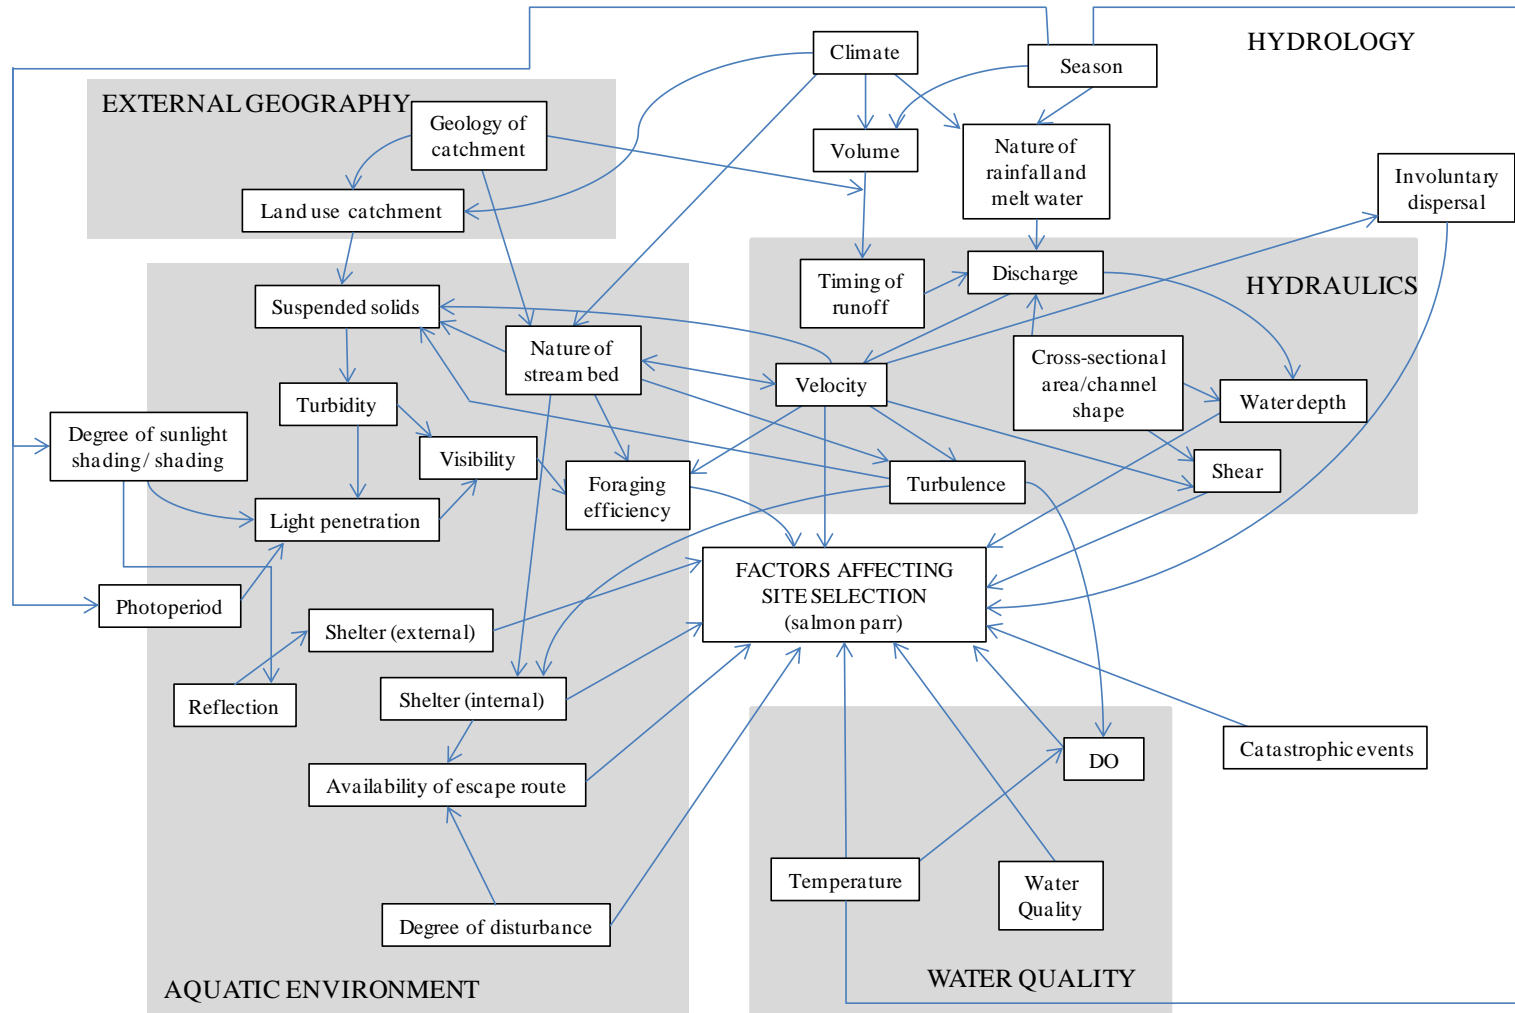 HYDROLOGY
Climate
Season
EXTERNAL GEOGRAPHY
Geology of
catchment
Volume
Nature of
rainfall and
melt water
Involuntary
dispersal
Land use catchment
Timing of
runoff
Discharge
HYDRAULICS
Suspended solids
Nature of
stream bed
Velocity
Cross-sectional
area/channel
shape
Water depth
Turbidity
Degree of sunlight
shading/ shading
Visibility
Foraging
efficiency
Turbulence
Shear
Light penetration
FACTORS AFFECTING
SITE SELECTION
(salmon parr)
Photoperiod
Shelter (external)
Reflection
Shelter (internal)
Availability of escape route
DO
Catastrophic events
Temperature
Water
Quality
Degree of disturbance
AQUATIC ENVIRONMENT
WATER QUALITY